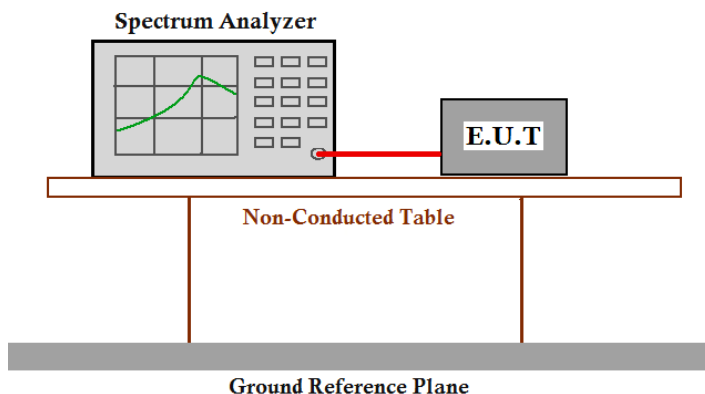 Spectrum Analyzer
E.U.T
Non-Conducted Table
Ground Reference Plane